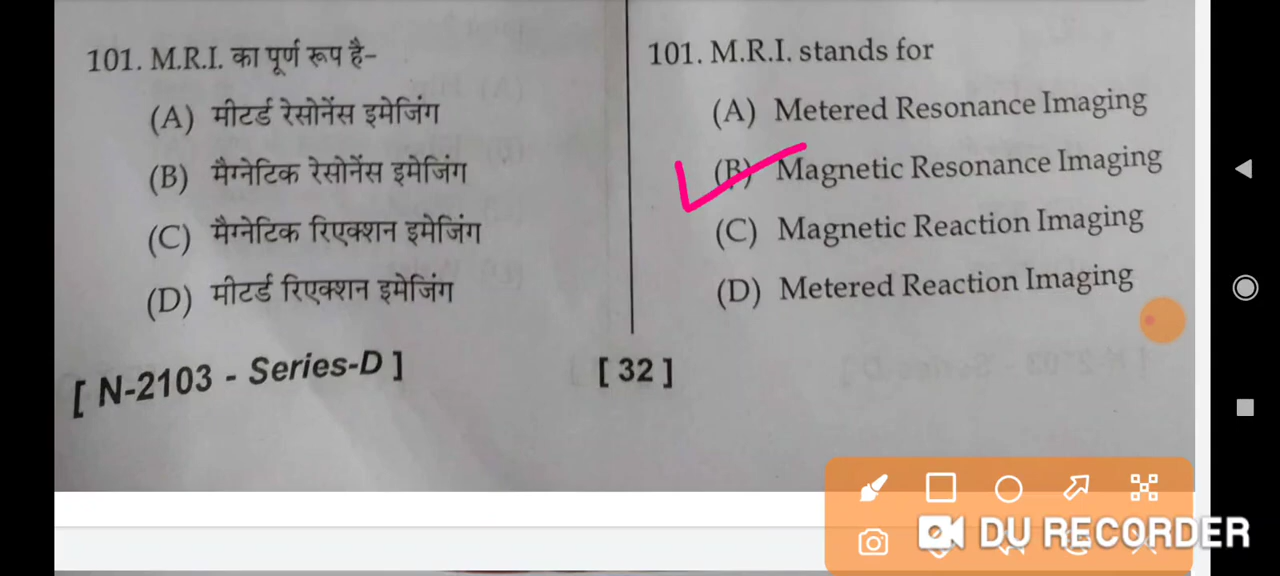 101. M.R.I. का पूर्ण रूप है-
(A) मीटर्ड रेसोनेंस इमेजिंग
(B) मैग्नेटिक रेसोनेंस इमेजिंग
(C) मैग्नेटिक रिएक्शन इमेजिंग
(D) मीटर्ड रिएक्शन इमेजिंग
101. M.R.I. stands for
(A) Metered Resonance Imaging
(B) Magnetic Resonance Imaging
(C) Magnetic Reaction Imaging
(D) Metered Reaction Imaging
[ N-2103 - Series-D ]
[ 32 ]
DU RECORDER